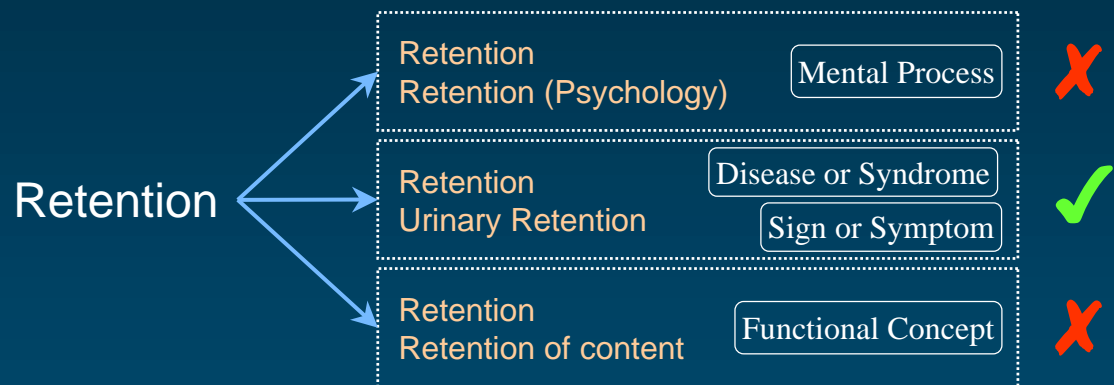 Retention
Retention
Retention (Psychology)
Mental Process
Retention
Urinary Retention
Disease or Syndrome
Sign or Symptom
Retention
Retention of content
Functional Concept